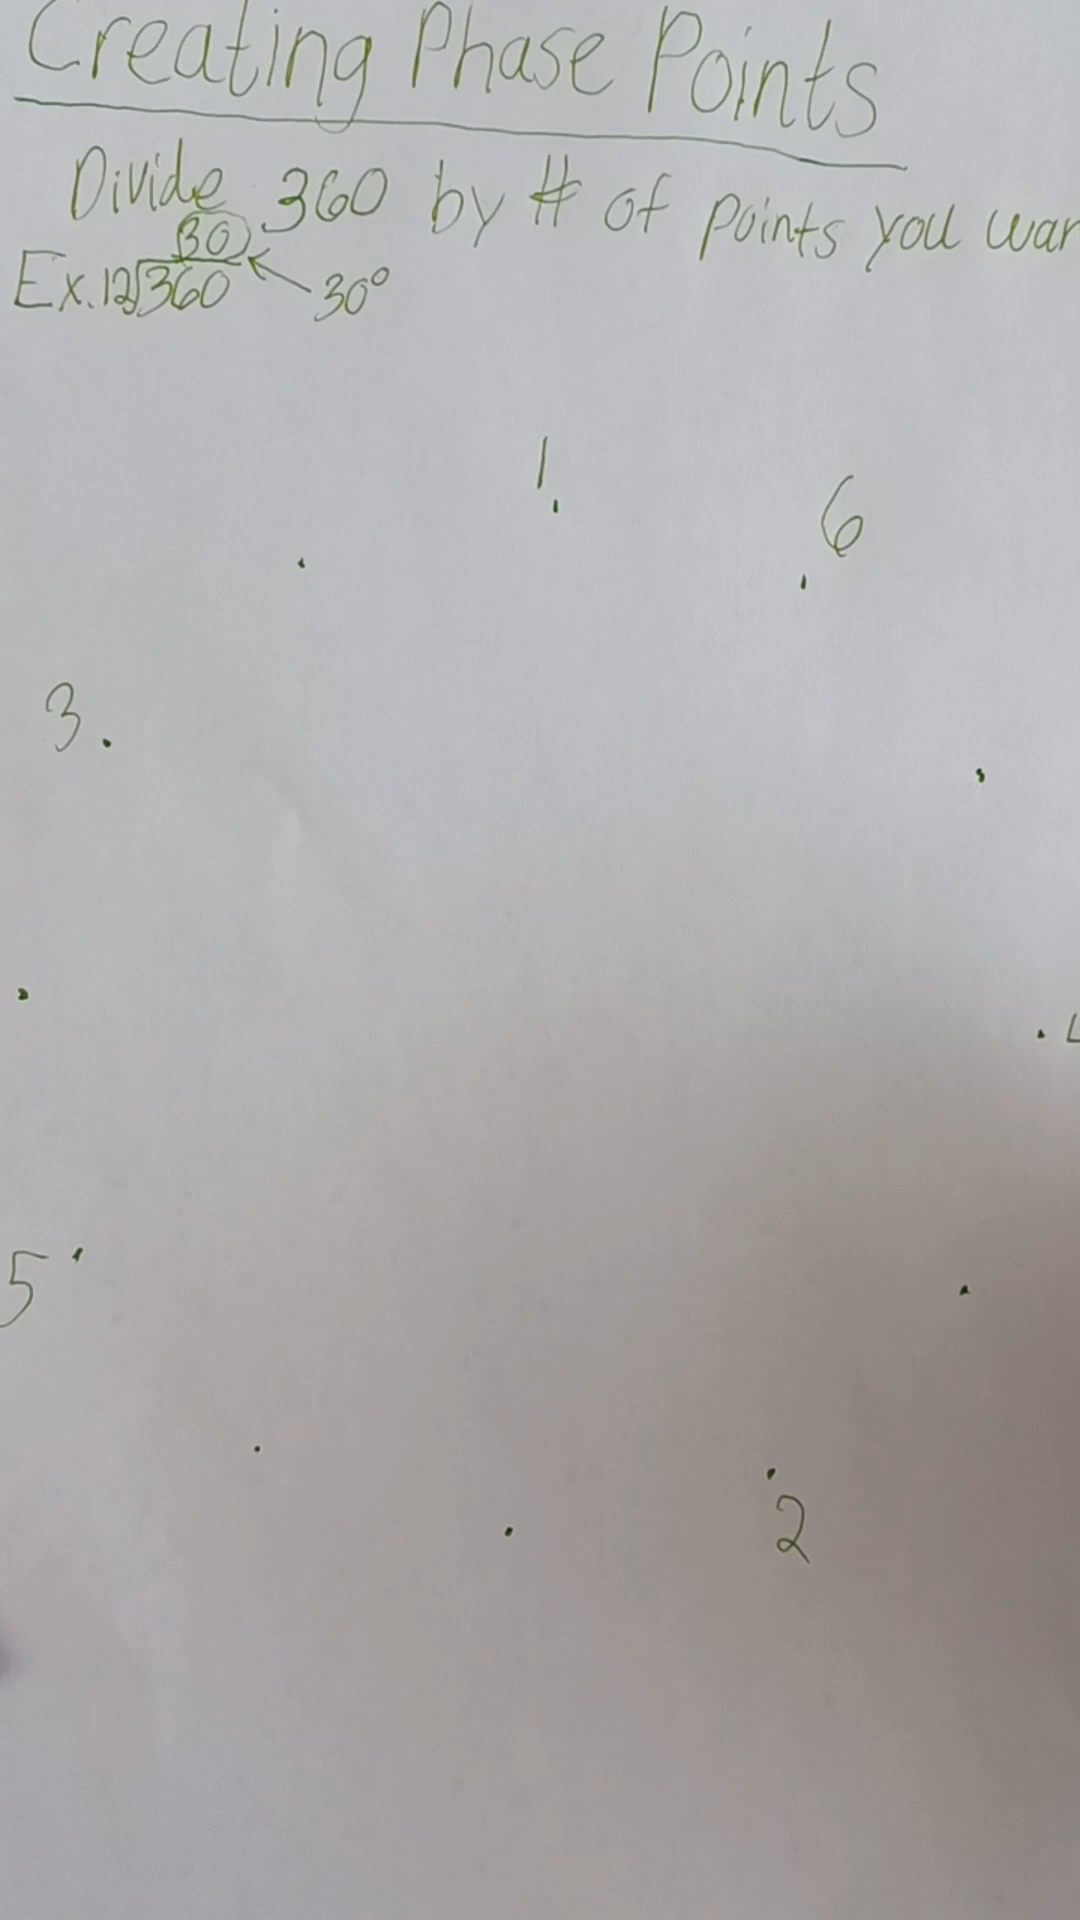 Creating Phase Points
Divide 360 by # of points you
30
Ex. 12 360 30°
1.
6
3.
5
2